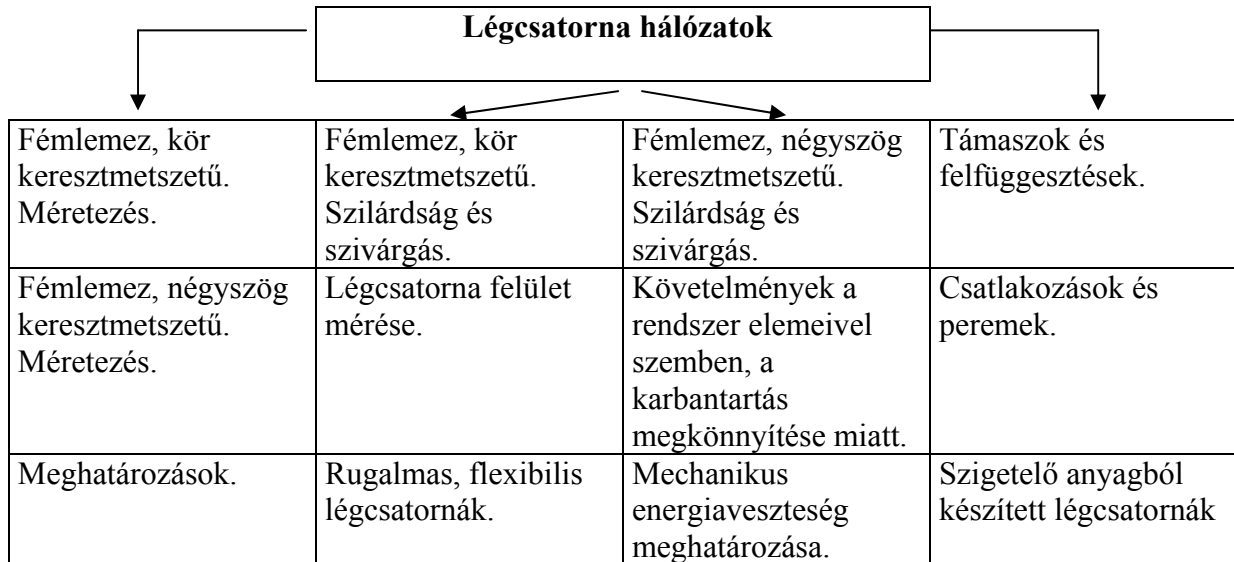 Légcsatorna hálózatok
Fémlemez, kör
keresztmetszetű.
Méretezés.
Fémlemez, kör
keresztmetszetű.
Szilárdság és
szivárgás.
Fémlemez, négyszög
keresztmetszetű.
Szilárdság és
szivárgás.
Támaszok és
felfüggesztések.
Fémlemez, négyszög
keresztmetszetű.
Méretezés.
Légcsatorna felület
mérése.
Követelmények a
rendszer elemeivel
szemben, a
karbantartás
megkönnyítése miatt.
Csatlakozások és
peremek.
Meghatározások.
Rugalmas, flexibilis
légcsatornák.
Mechanikus
energiaveszteség
meghatározása.
Szigetelő anyagból
készített légcsatornák